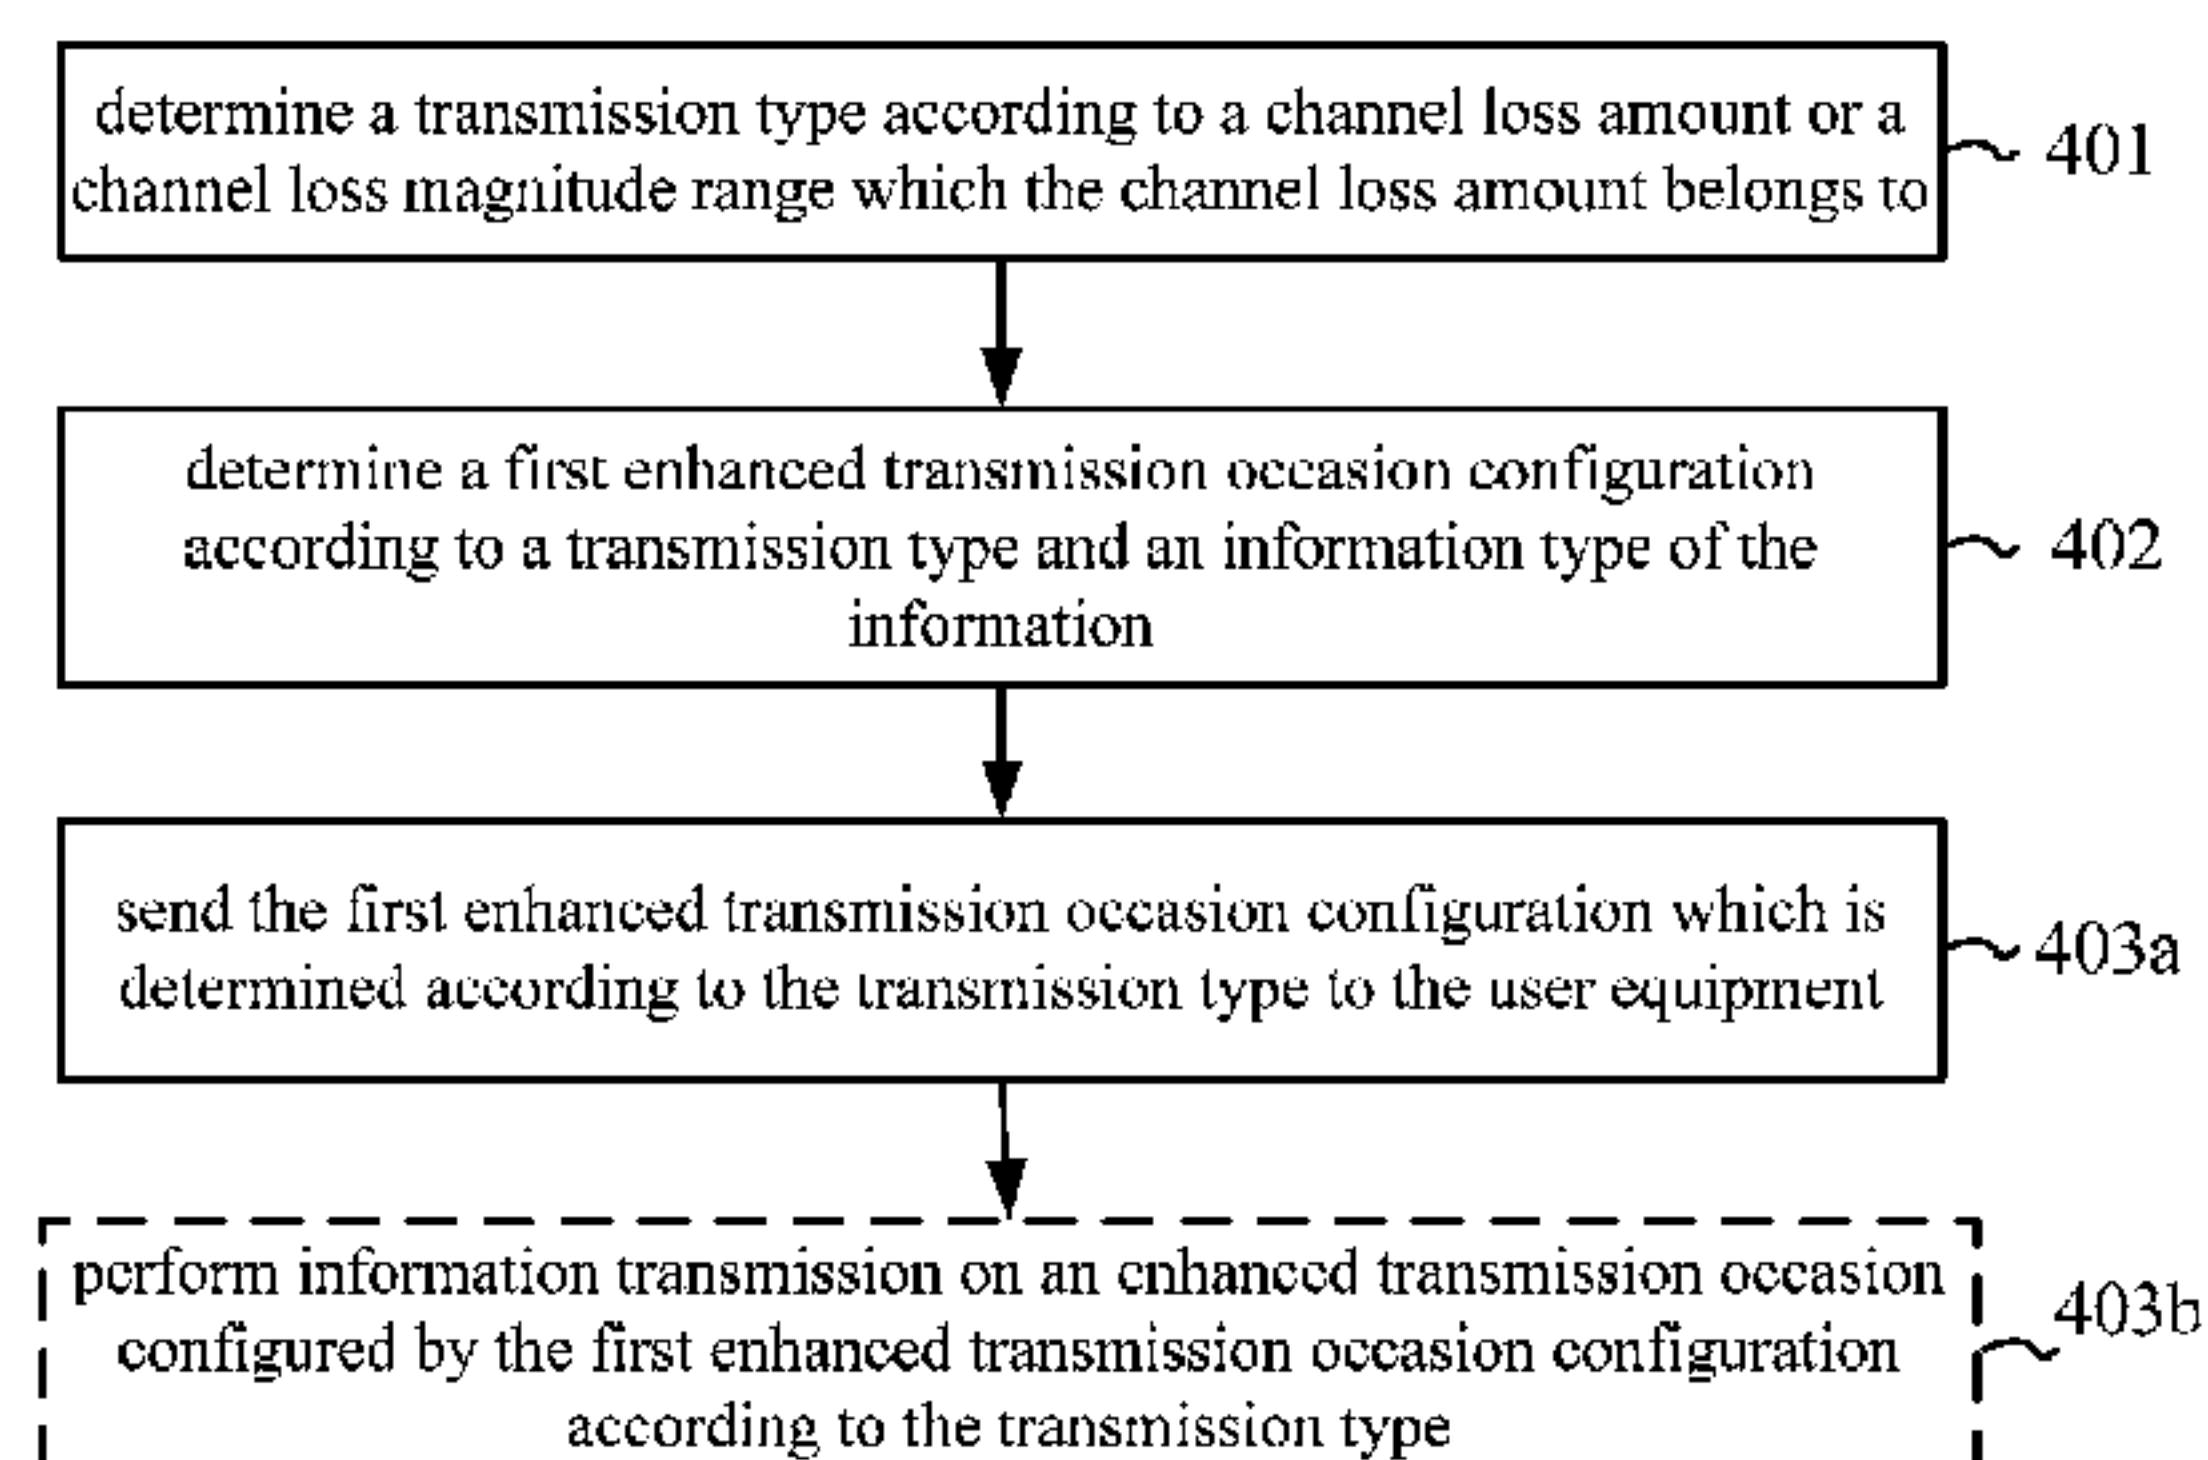 determine a transmission type according to a channel loss amount or a
channel loss magnitude range which the channel loss amount belongs to
401
determine a first enhanced transmission occasion configuration
according to a transmission type and an information type of the
information
402
send the first enhanced transmission occasion configuration which is
determined according to the transmission type to the user equipment
403a
perform information transmission on an enhanced transmission occasion
configured by the first enhanced transmission occasion configuration
according to the transmission type
403b